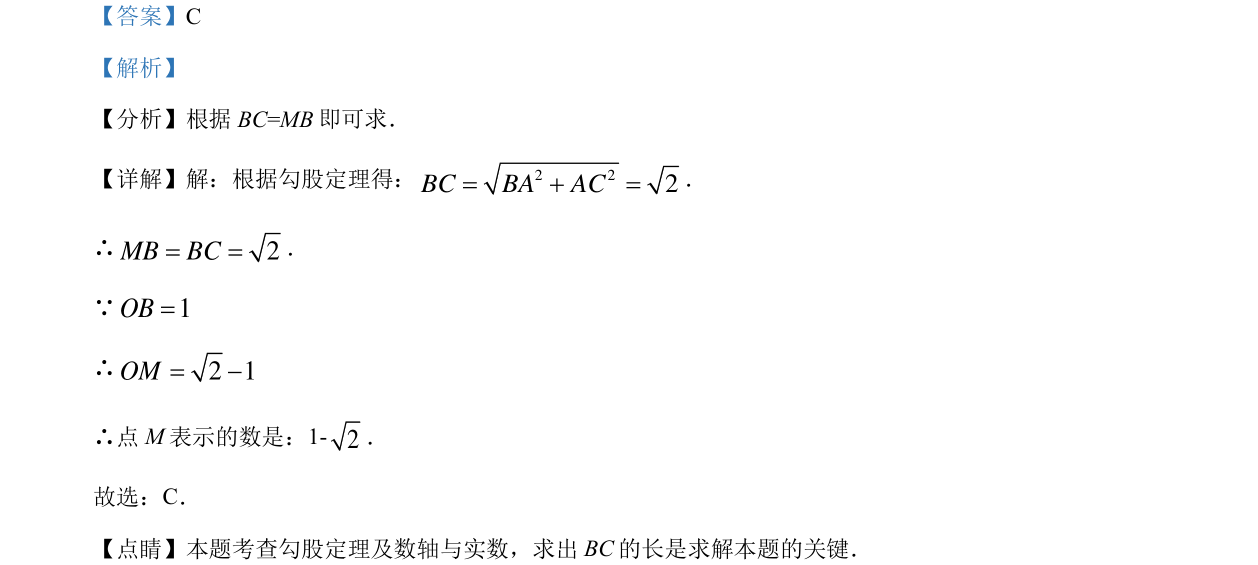 【答案】C
【解析】
【分析】根据 BC=MB 即可求．
【详解】解：根据勾股定理得： BC = √(BA² + AC²) = √2．
∴ MB = BC = √2．
∵ OB = 1
∴ OM = √2 − 1
∴点 M 表示的数是：1-√2．
故选：C．
【点睛】本题考查勾股定理及数轴与实数，求出 BC 的长是求解本题的关键．